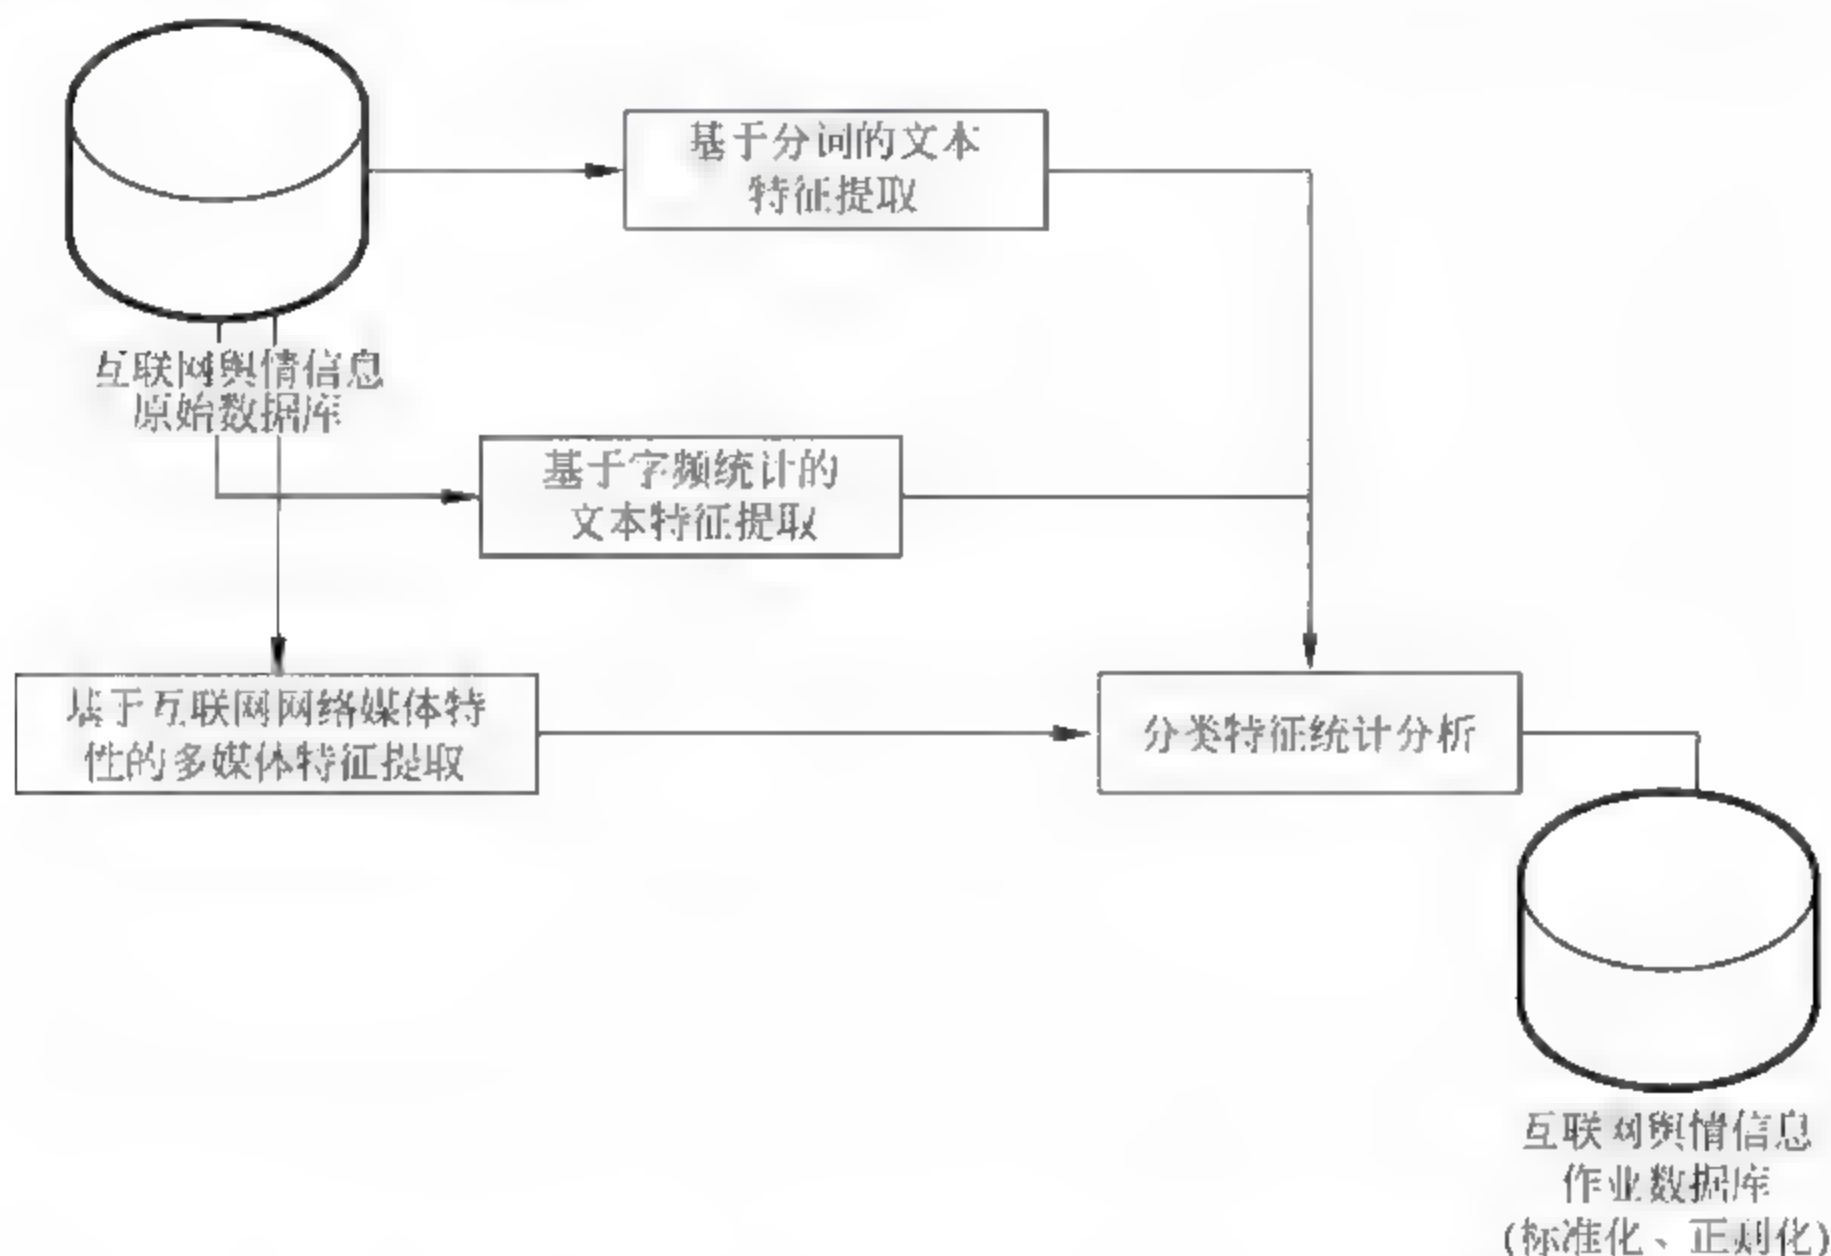 基于分词的文本
特征提取
互联网舆情信息
原始数据库
基于字频统计的
文本特征提取
基于互联网网络媒体特
性的多媒体特征提取
分类特征统计分析
互联网舆情信息
作业数据库
(标准化、正则化)